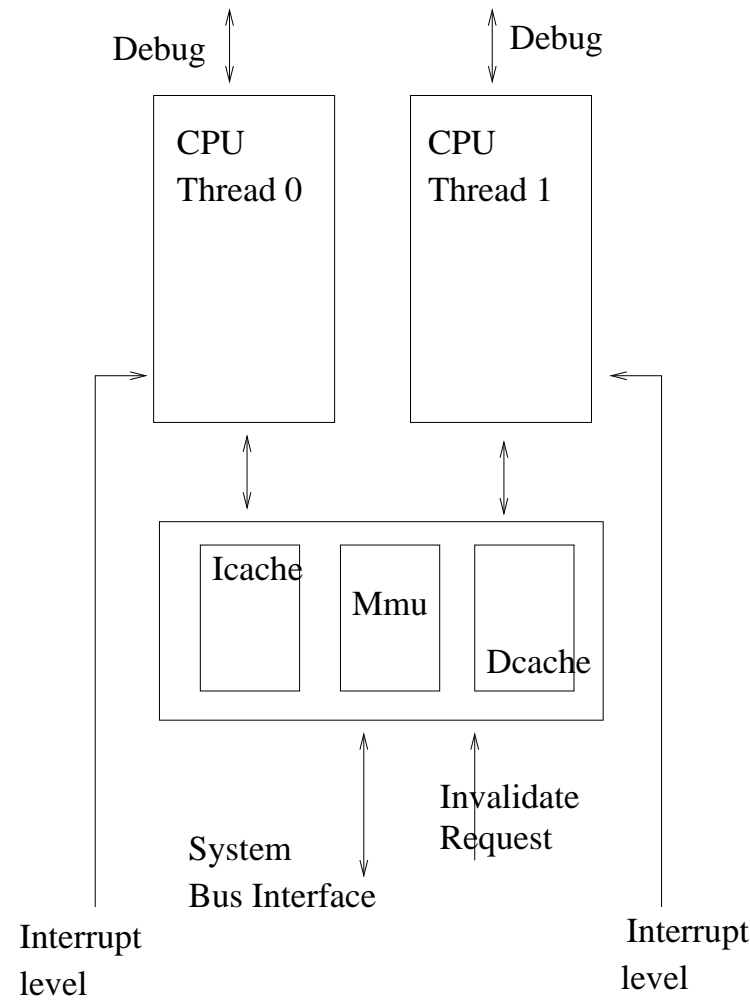 Debug
Debug
CPU
Thread 0
CPU
Thread 1
Icache
Mmu
Dcache
Invalidate
Request
System
Bus Interface
Interrupt
level
Interrupt
level